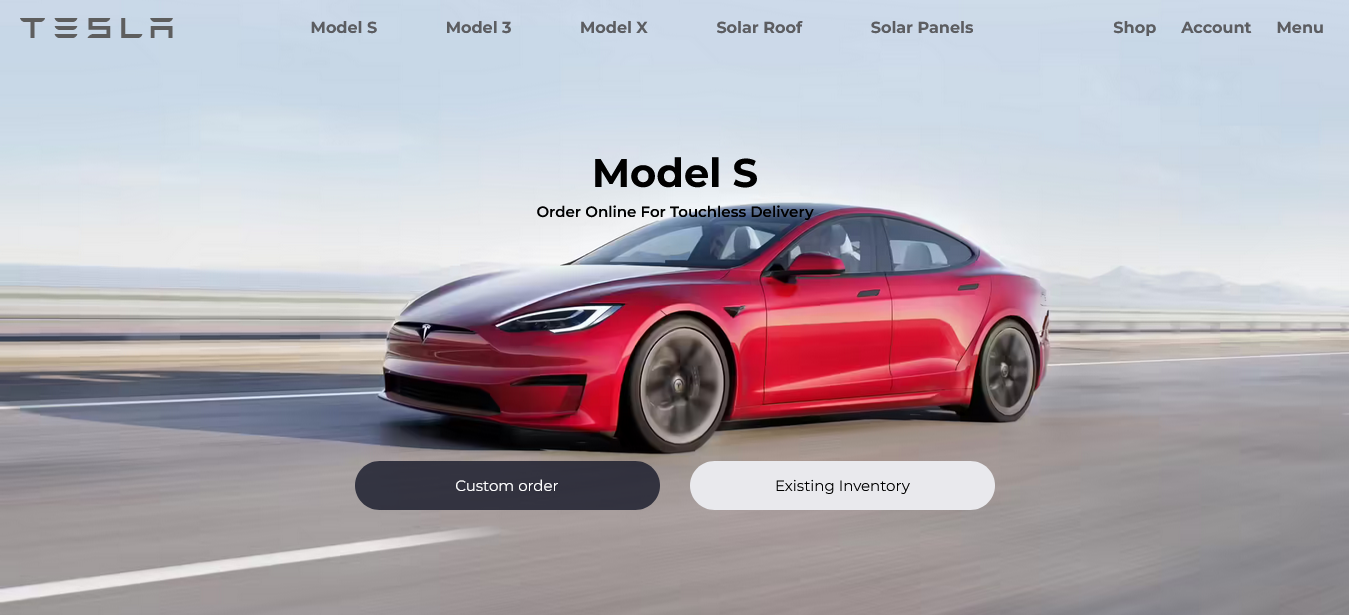 TESLA Model S Model 3 Model X Solar Roof Solar Panels Shop Account Menu
Model S
Order Online For Touchless Delivery
Custom order Existing Inventory